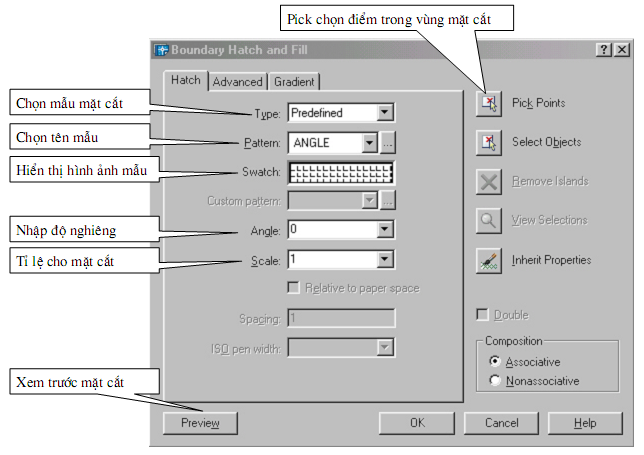 Pick chọn điểm trong vùng mặt cắt
Boundary Hatch and Fill
Hatch
Advanced
Gradient
Chọn mẫu mặt cắt
Type:
Predefined
Pick Points
Chọn tên mẫu
Pattern:
ANGLE
...
Select Objects
Hiển thị hình ảnh mẫu
Swatch:
Remove Islands
Custom pattern:
...
View Selections
Nhập độ nghiêng
Angle:
0
Tỉ lệ cho mặt cắt
Scale:
1
Inherit Properties
Relative to paper space
Spacing:
1
Double
ISO pen width:
Composition
Associative
Nonassociative
Xem trước mặt cắt
Preview
OK
Cancel
Help